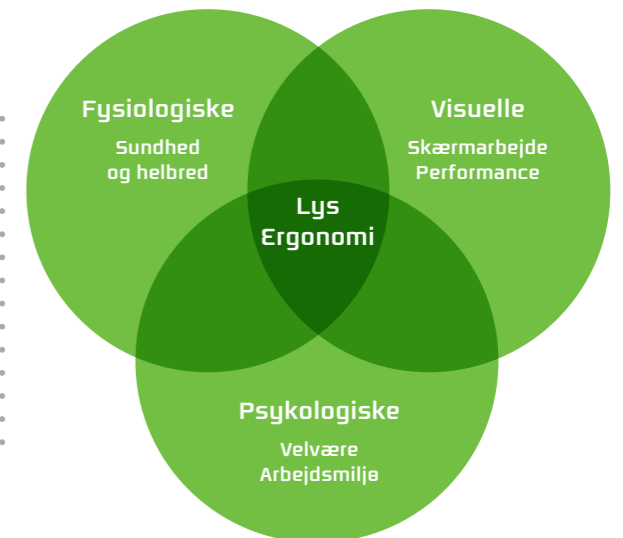 Fysiologiske
Sundhed
og helbred
Visuelle
Skærmarbejde
Performance
Lys
Ergonomi
Psykologiske
Velvære
Arbejdsmiljø